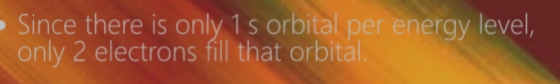 • Since there is only 1 s orbital per energy level,
only 2 electrons fill that orbital.